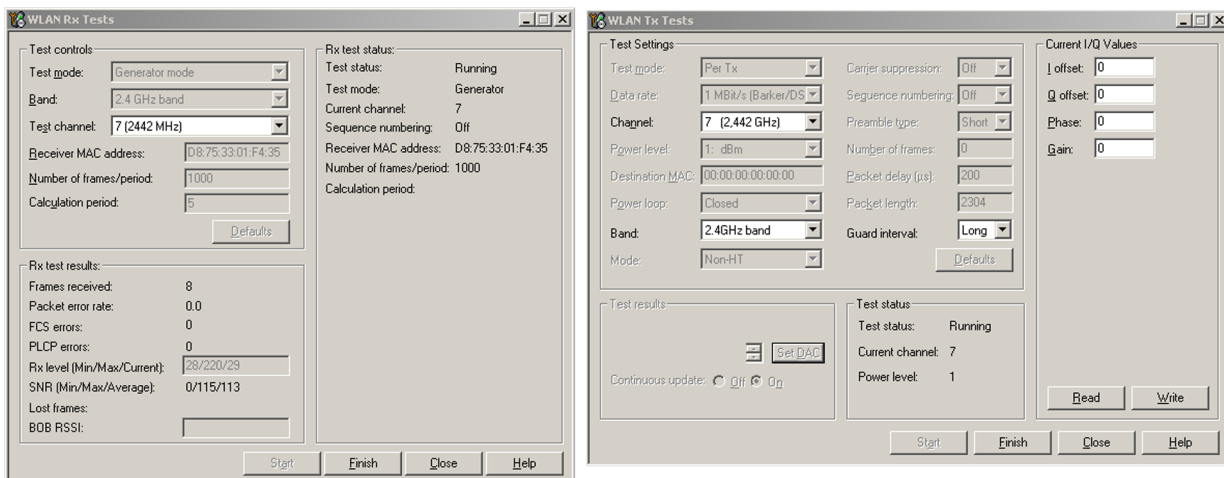 WLAN Rx Tests
Test controls
Test mode: Generator mode
Band: 2.4 GHz band
Test channel: 7 (2442 MHz)
Receiver MAC address: D8:75:33:01:F4:35
Number of frames/period: 1000
Calculation period: 5
Defaults
Rx test results:
Frames received: 8
Packet error rate: 0.0
FCS errors: 0
PLCP errors: 0
Rx level (Min/Max/Current): 28/220/29
SNR (Min/Max/Average): 0/115/113
Lost frames:
BOB RSSI:
Rx test status:
Test status: Running
Test mode: Generator
Current channel: 7
Sequence numbering: Off
Receiver MAC address: D8:75:33:01:F4:35
Number of frames/period: 1000
Calculation period:
Start Finish Close Help
WLAN Tx Tests
Test Settings
Test mode: Per Tx
Data rate: 1 MBit/s (Barker/DS
Channel: 7 (2,442 GHz)
Power level: 1: dBm
Destination MAC: 00:00:00:00:00:00
Power loop: Closed
Band: 2.4GHz band
Mode: Non-HT
Carrier suppression: Off
Sequence numbering: Off
Preamble type: Short
Number of frames: 0
Packet delay (µs): 200
Packet length: 2304
Guard interval: Long
Defaults
Test results
Set DAC
Continuous update: Off On
Test status
Test status: Running
Current channel: 7
Power level: 1
Current I/Q Values
I offset: 0
Q offset: 0
Phase: 0
Gain: 0
Read Write
Start Finish Close Help